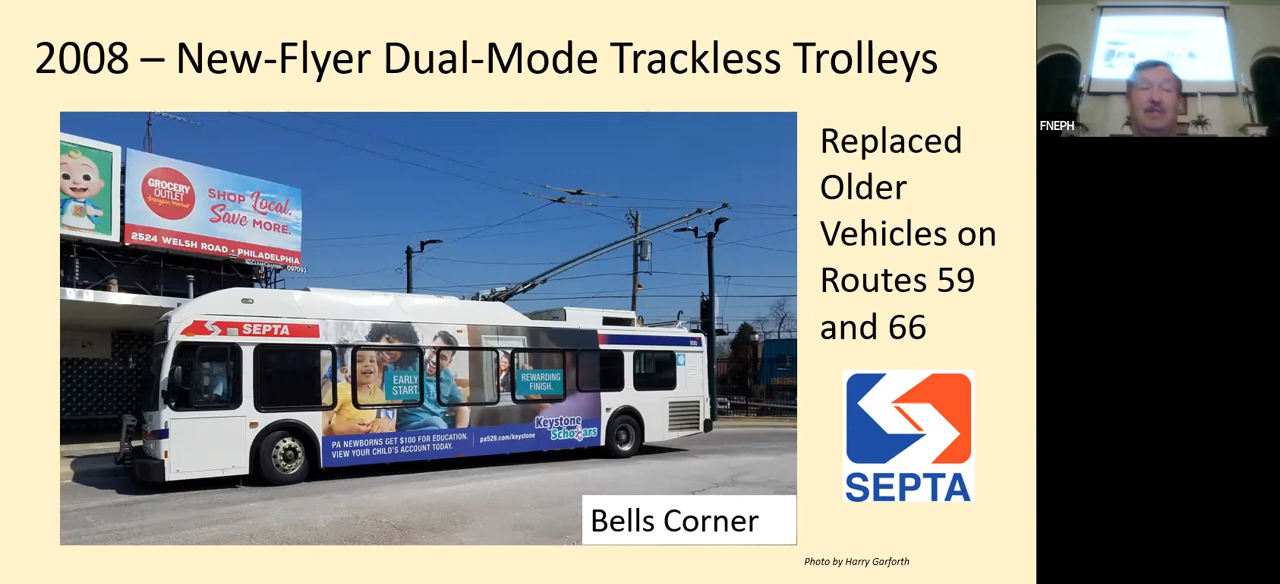 2008 – New-Flyer Dual-Mode Trackless Trolleys
FNEPH
GROCERY
OUTLET
bargain market
SHOP Local.
Save MORE.
2524 WELSH ROAD • PHILADELPHIA
Replaced
Older
Vehicles on
Routes 59
and 66
SEPTA
EARLY
START.
REWARDING
FINISH.
Keystone
Scholars
PA NEWBORNS GET $100 FOR EDUCATION.
VIEW YOUR CHILD'S ACCOUNT TODAY.
pa529.com/keystone
SEPTA
Bells Corner
Photo by Harry Garforth